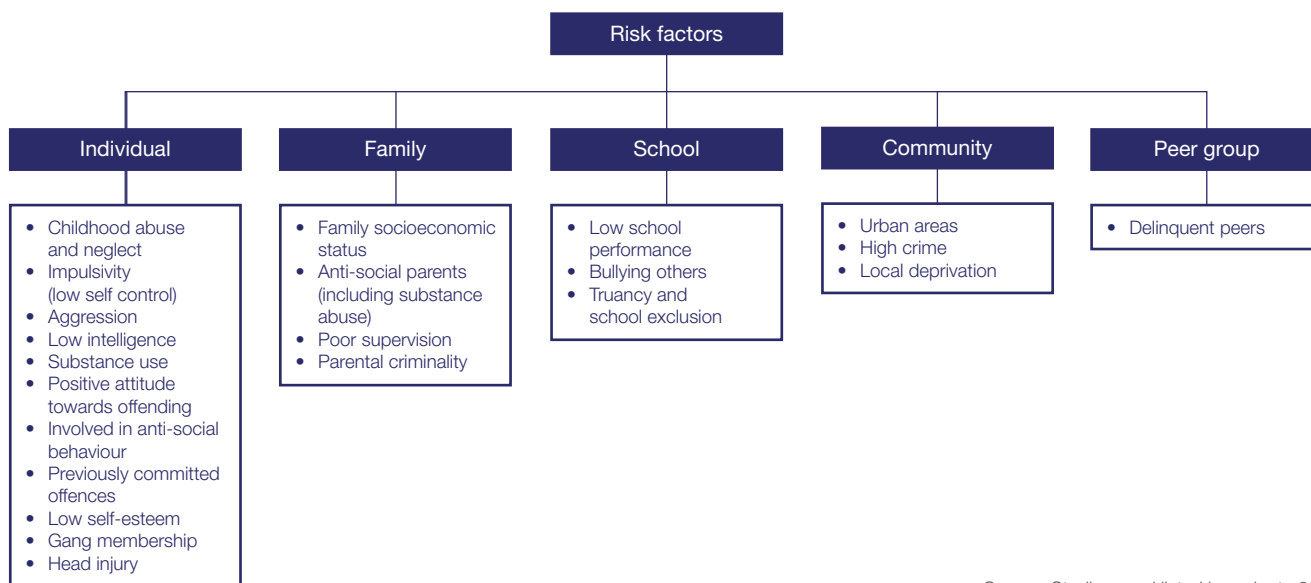 Risk factors
Individual
Family
School
Community
Peer group
• Childhood abuse
and neglect
• Impulsivity
(low self control)
• Aggression
• Low intelligence
• Substance use
• Positive attitude
towards offending
• Involved in anti-social
behaviour
• Previously committed
offences
• Low self-esteem
• Gang membership
• Head injury
• Family socioeconomic
status
• Anti-social parents
(including substance
abuse)
• Poor supervision
• Parental criminality
• Low school
performance
• Bullying others
• Truancy and
school exclusion
• Urban areas
• High crime
• Local deprivation
• Delinquent peers